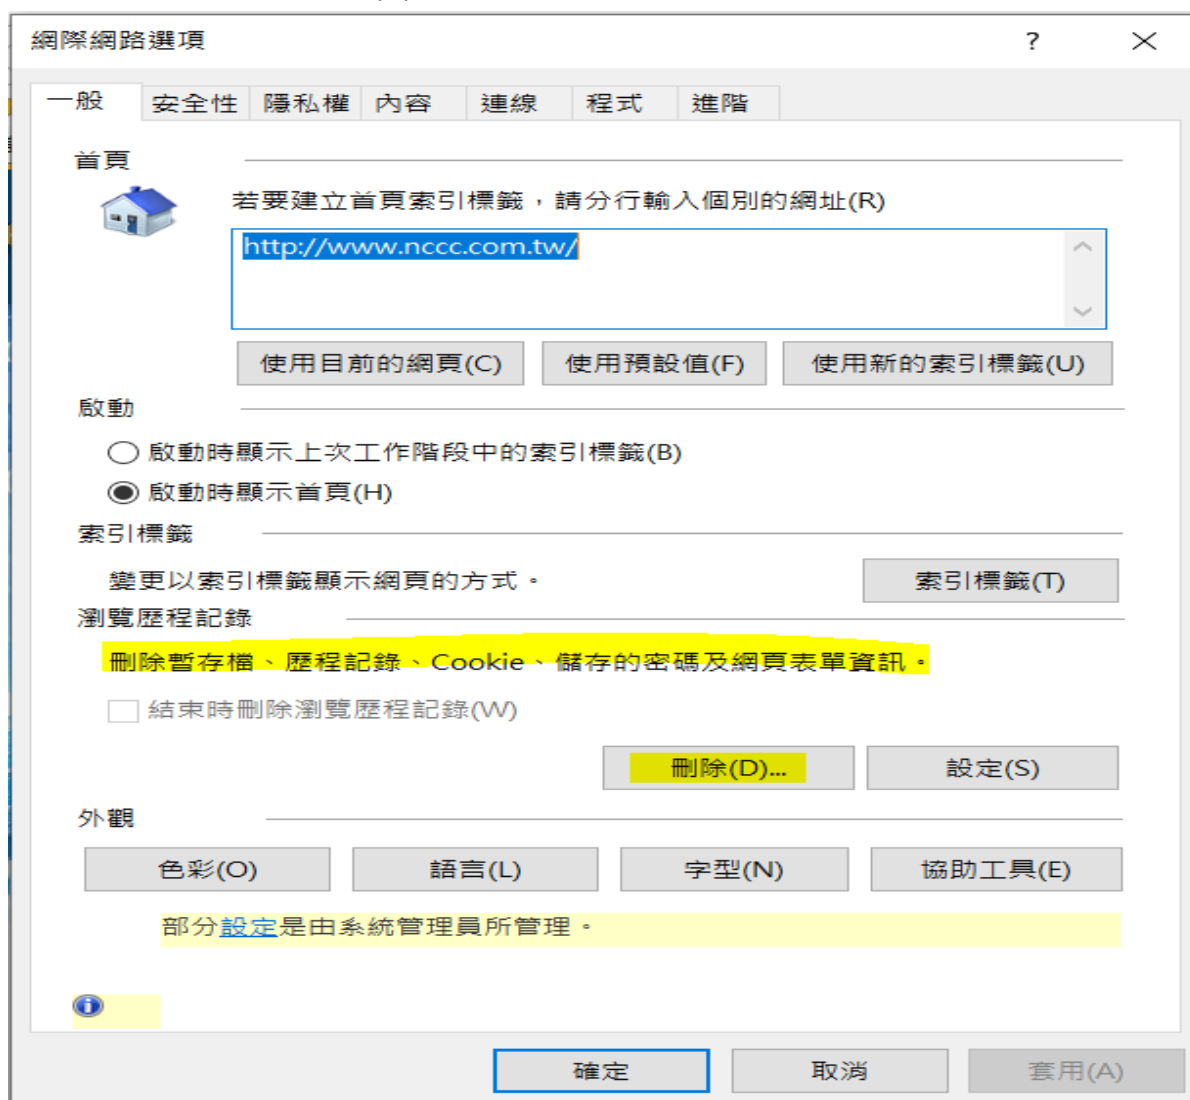 網際網路選項 ?
一般 安全性 隱私權 內容 連線 程式 進階
首頁
若要建立首頁索引標籤，請分行輸入個別的網址(R)
http://www.nccc.com.tw/
使用目前的網頁(C) 使用預設值(F) 使用新的索引標籤(U)
啟動
啟動時顯示上次工作階段中的索引標籤(B)
啟動時顯示首頁(H)
索引標籤
變更以索引標籤顯示網頁的方式。 索引標籤(T)
瀏覽歷程記錄
刪除暫存檔、歷程記錄、Cookie、儲存的密碼及網頁表單資訊。
結束時刪除瀏覽歷程記錄(W)
刪除(D)... 設定(S)
外觀
色彩(O) 語言(L) 字型(N) 協助工具(E)
部分設定是由系統管理員所管理。
確定 取消 套用(A)